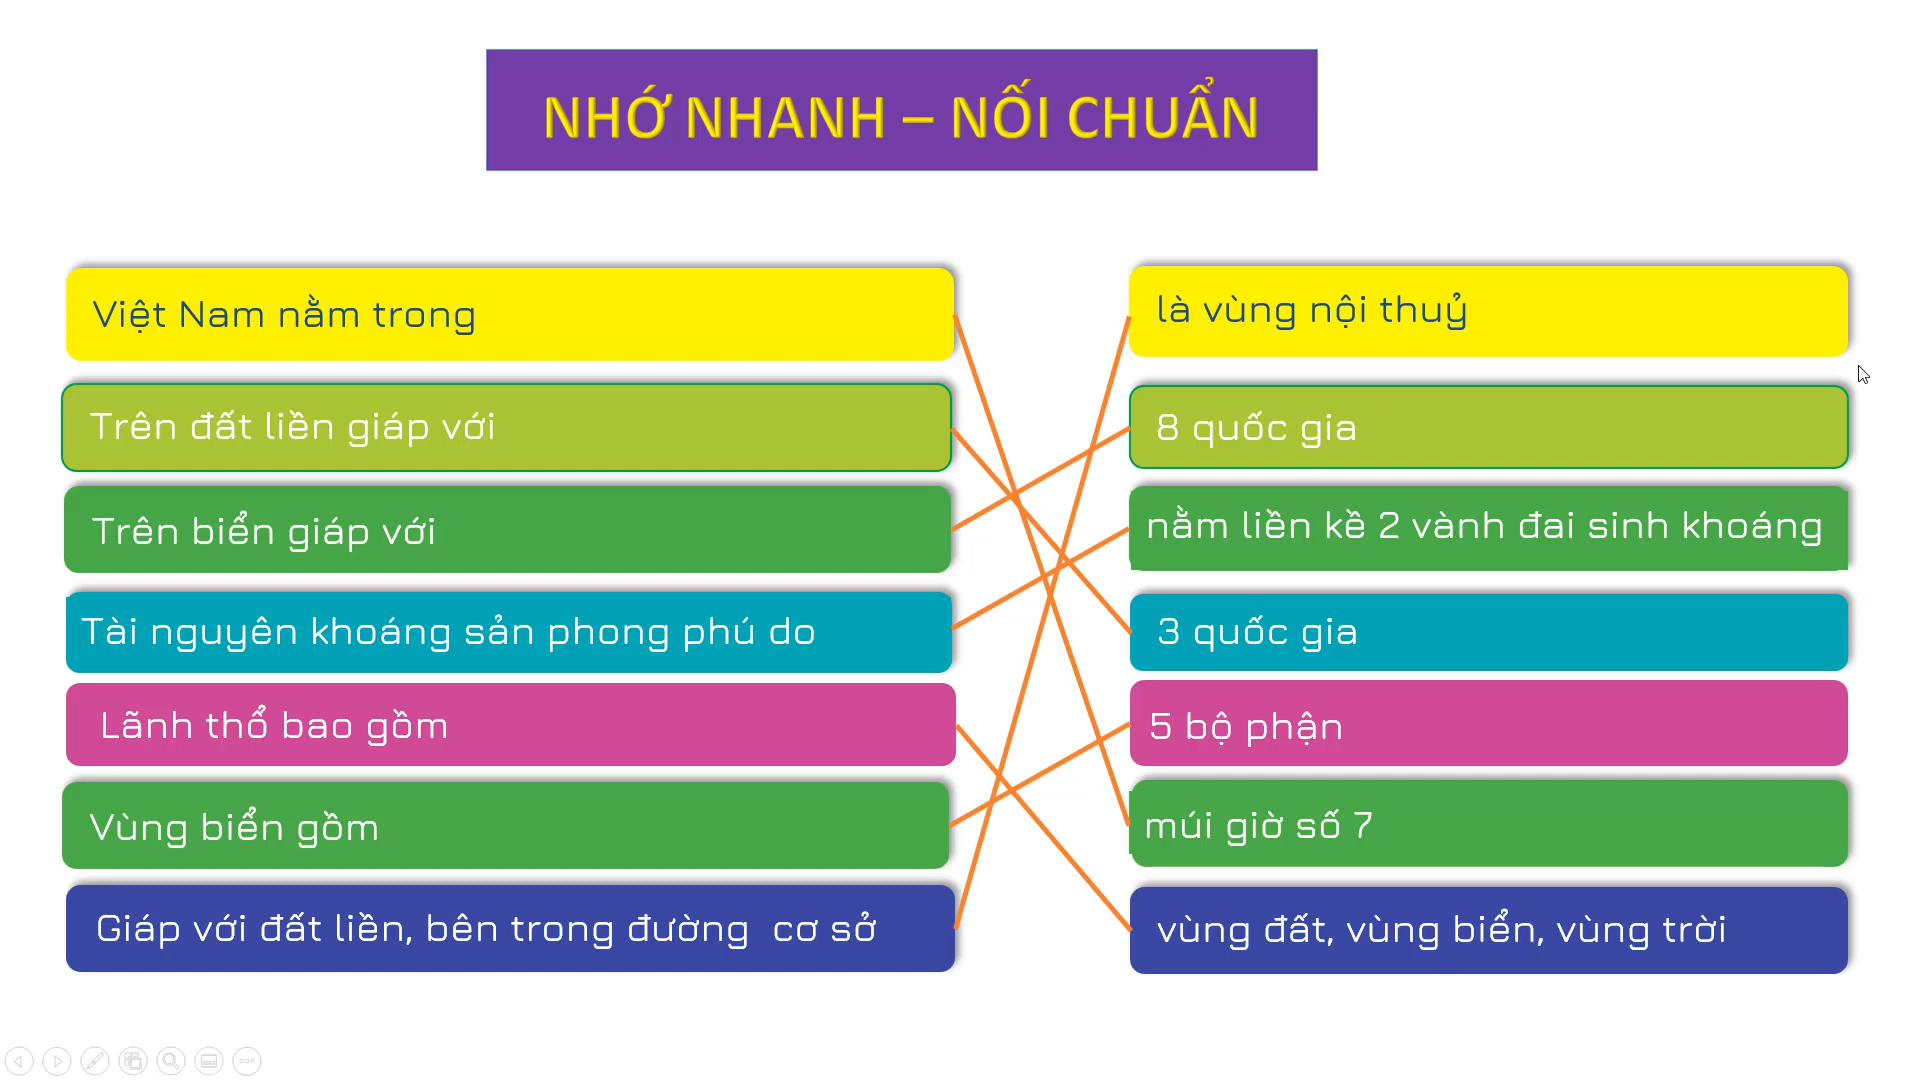 NHỚ NHANH – NỐI CHUẨN
Việt Nam nằm trong
là vùng nội thuỷ
Trên đất liền giáp với
8 quốc gia
Trên biển giáp với
nằm liền kề 2 vành đai sinh khoáng
Tài nguyên khoáng sản phong phú do
3 quốc gia
Lãnh thổ bao gồm
5 bộ phận
Vùng biển gồm
múi giờ số 7
Giáp với đất liền, bên trong đường cơ sở
vùng đất, vùng biển, vùng trời